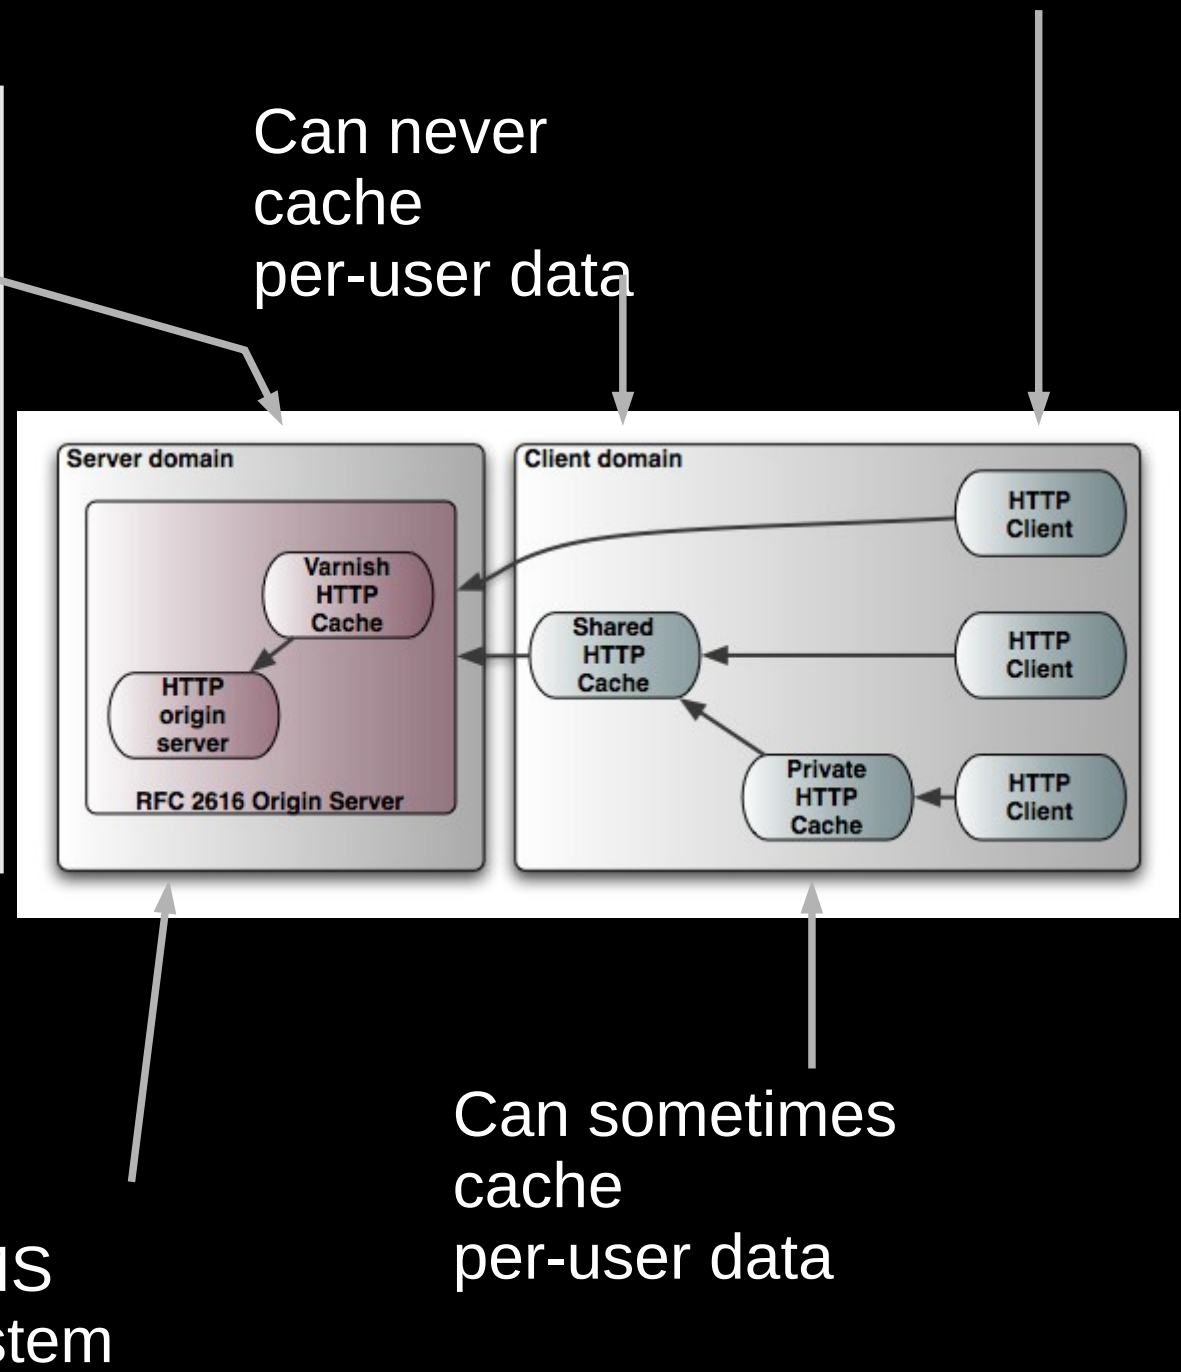 Can never
cache
per-user data
Server domain
Client domain
HTTP
Client
Varnish
HTTP
Cache
Shared
HTTP
Cache
HTTP
Client
HTTP
origin
server
Private
HTTP
Cache
HTTP
Client
RFC 2616 Origin Server
Can sometimes
cache
per-user data